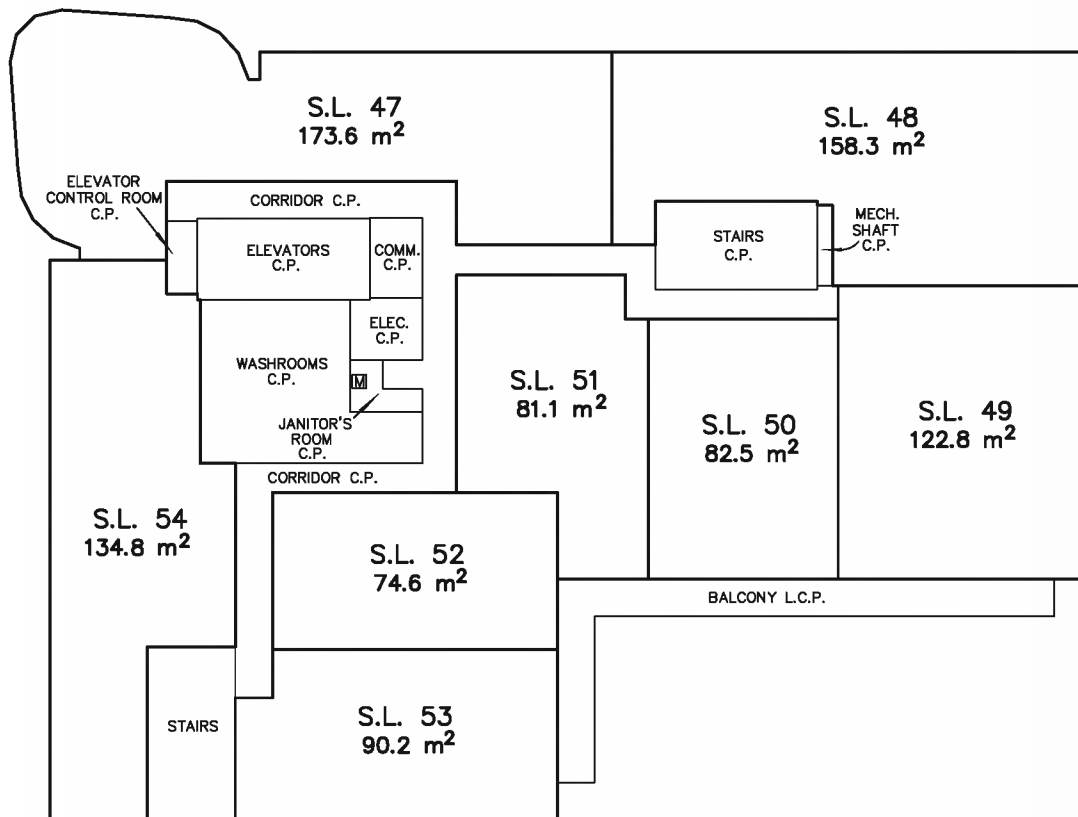 S.L. 47
173.6 m²
S.L. 48
158.3 m²
ELEVATOR
CONTROL ROOM
C.P.
CORRIDOR C.P.
MECH.
SHAFT
C.P.
STAIRS
C.P.
ELEVATORS
C.P.
COMM.
C.P.
ELEC.
C.P.
WASHROOMS
C.P.
M
JANITOR'S
ROOM
C.P.
CORRIDOR C.P.
S.L. 51
81.1 m²
S.L. 50
82.5 m²
S.L. 49
122.8 m²
S.L. 54
134.8 m²
S.L. 52
74.6 m²
BALCONY L.C.P.
STAIRS
S.L. 53
90.2 m²